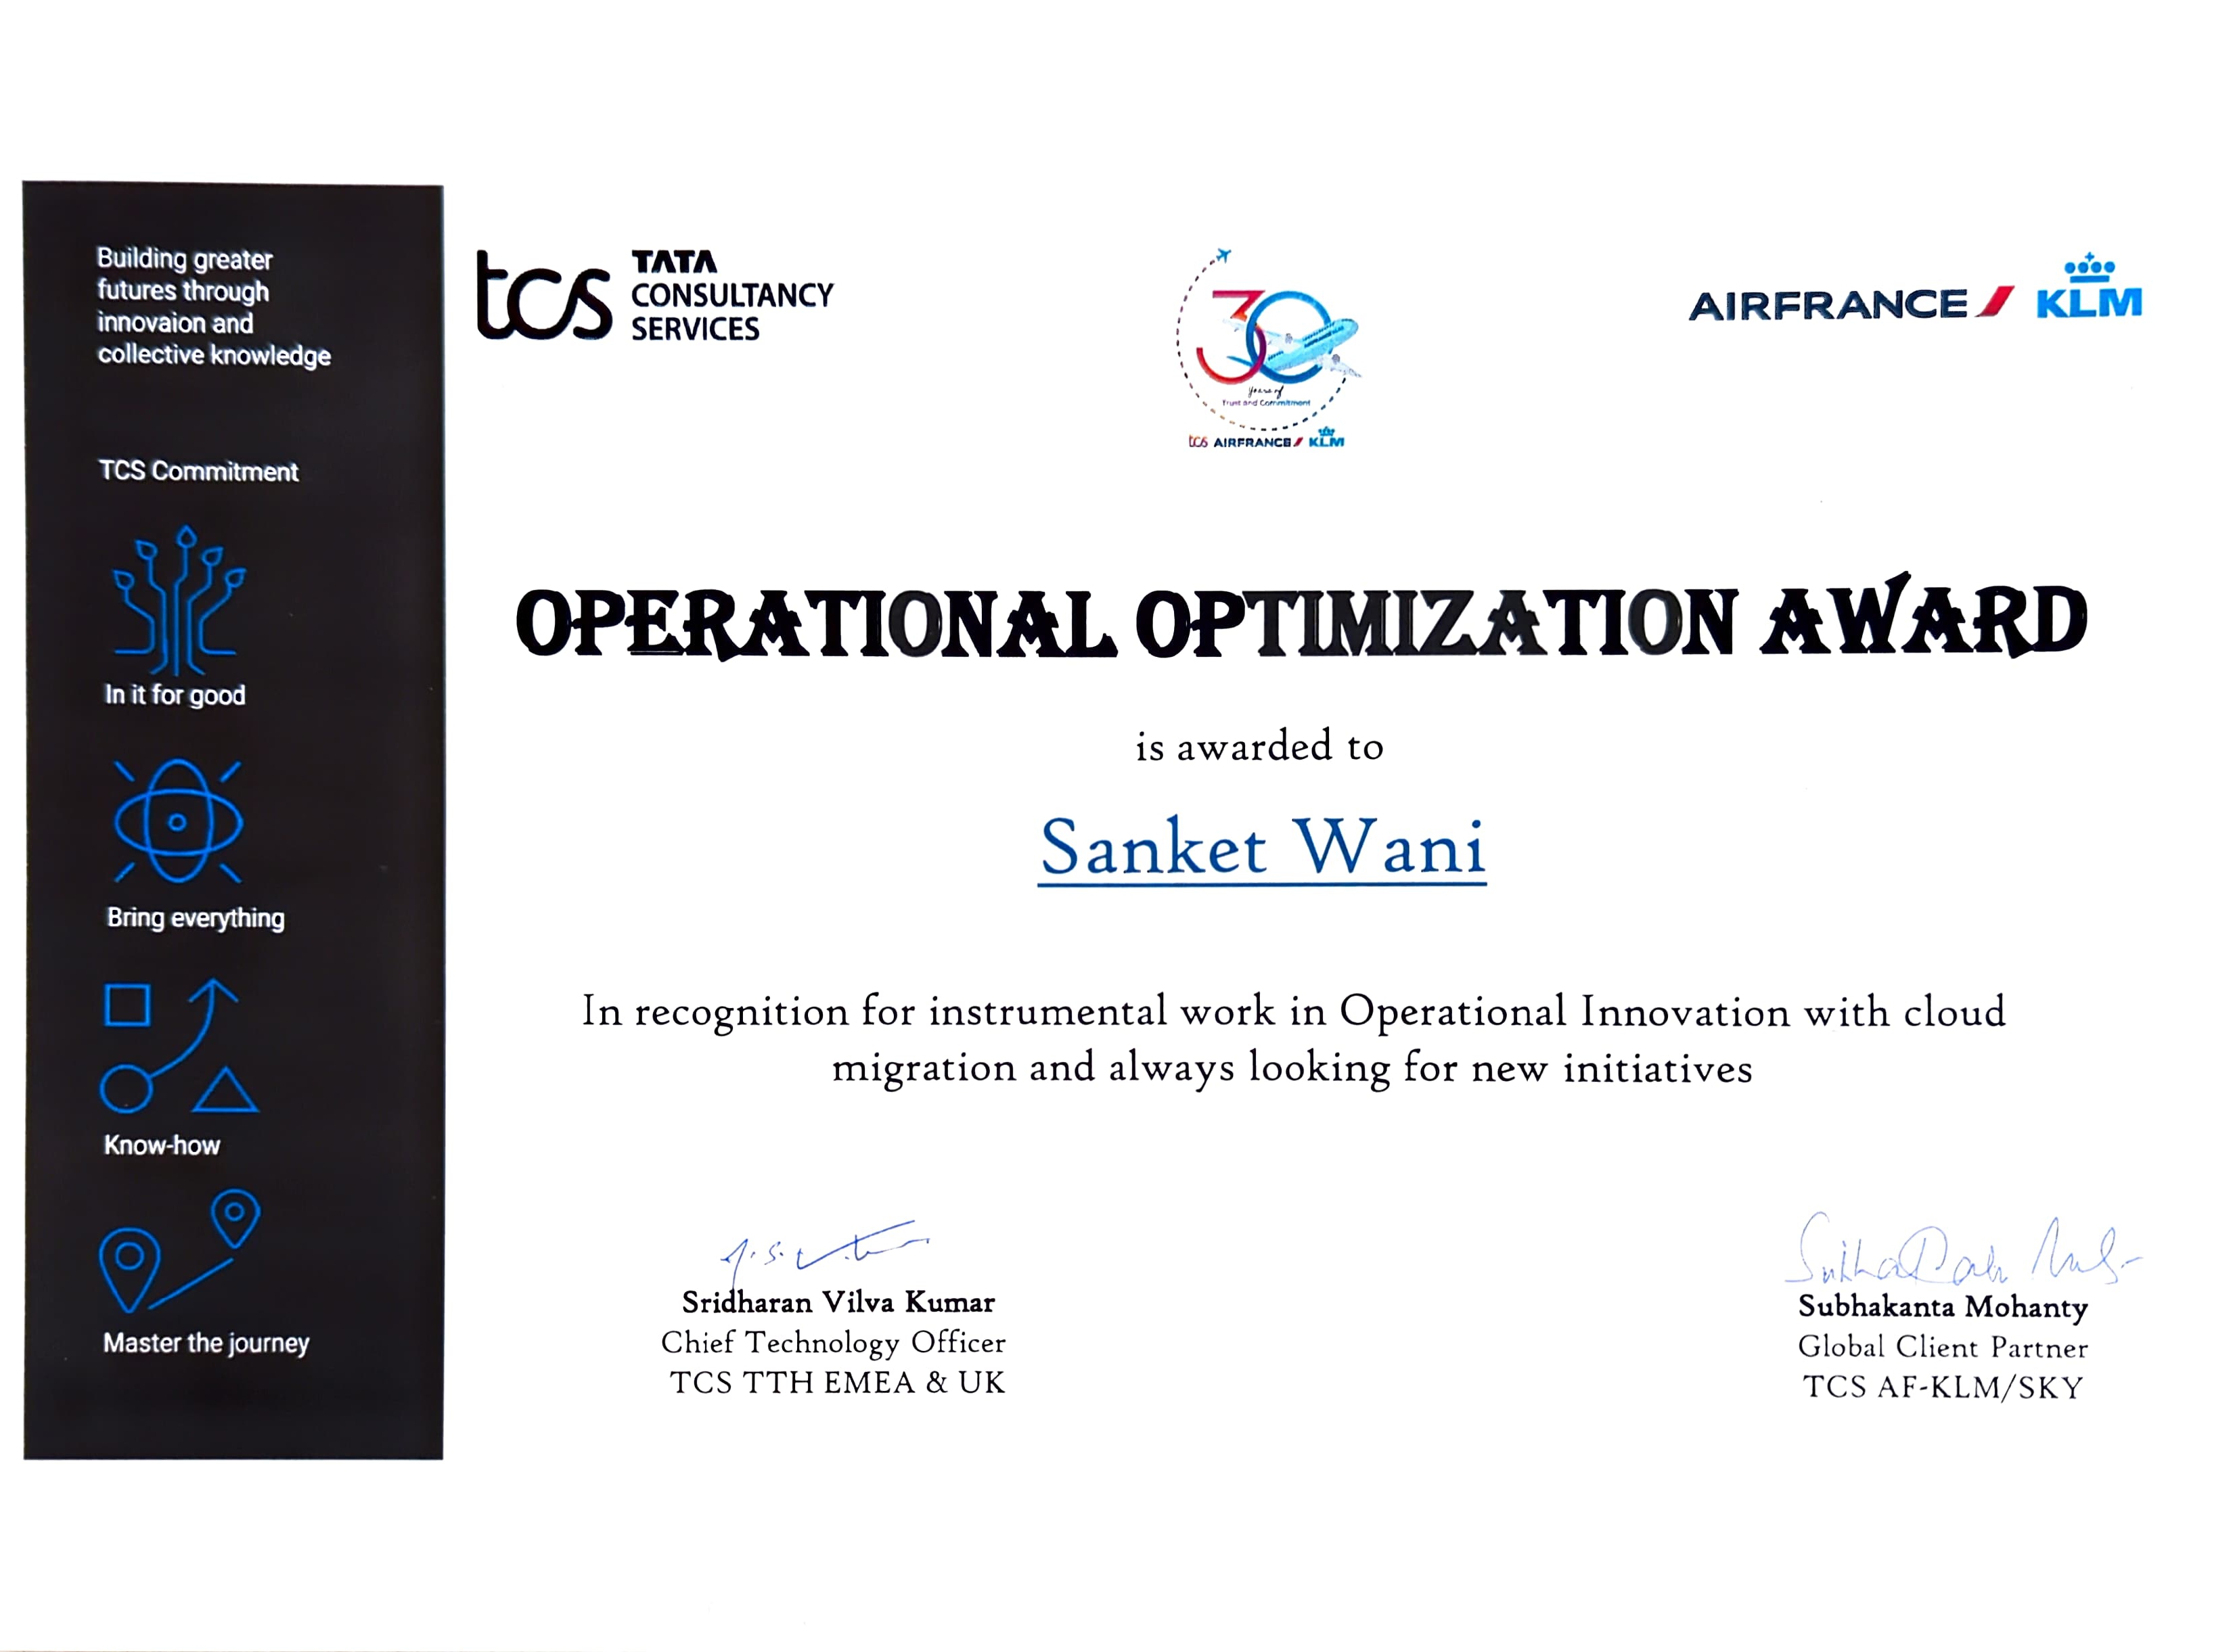 Building greater
futures through
innovaion and
collective knowledge
TCS Commitment
In it for good
Bring everything
Know-how
Master the journey
tcs TATA
CONSULTANCY
SERVICES
30
years of
Trust and Commitment
tcs AIRFRANCE KLM
AIRFRANCE KLM
OPERATIONAL OPTIMIZATION AWARD
is awarded to
Sanket Wani
In recognition for instrumental work in Operational Innovation with cloud
migration and always looking for new initiatives
Sridharan Vilva Kumar
Chief Technology Officer
TCS TTH EMEA & UK
Subhakanta Mohanty
Global Client Partner
TCS AF-KLM/SKY